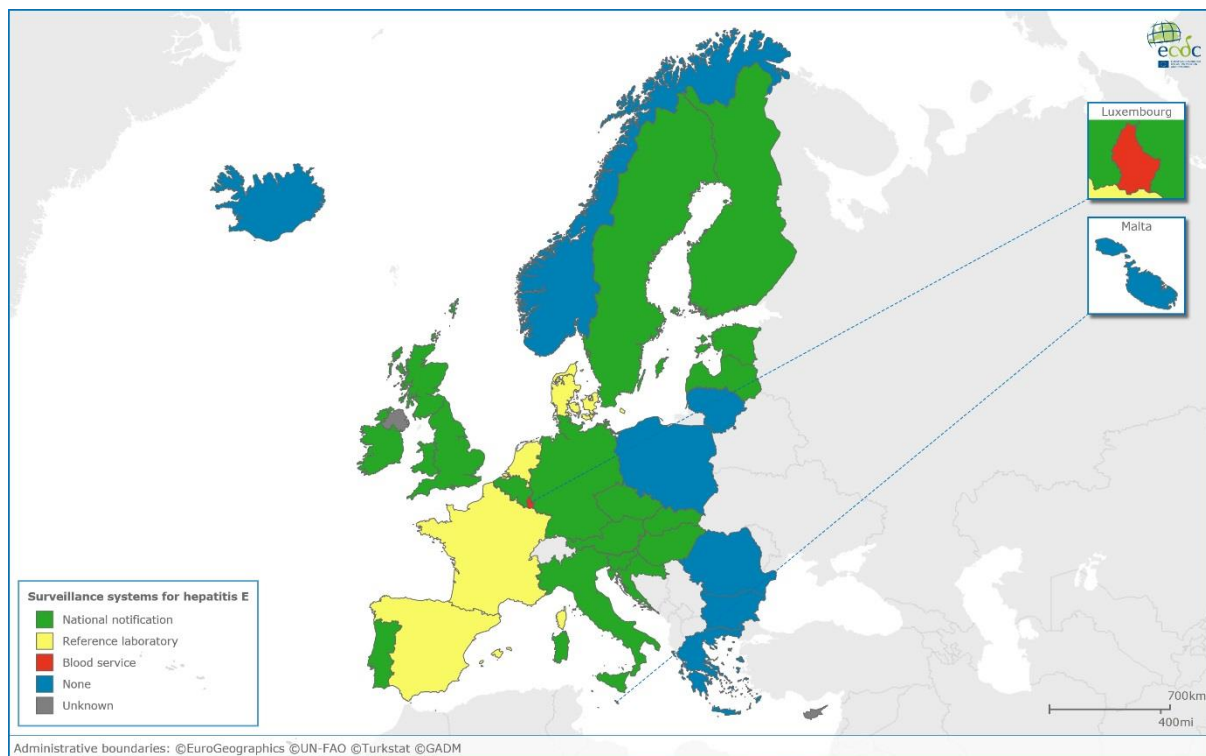 ecdc
Luxembourg
Malta
Surveillance systems for hepatitis E
National notification
Reference laboratory
Blood service
None
Unknown
700km
400mi
Administrative boundaries: ©EuroGeographics ©UN-FAO ©Turkstat ©GADM